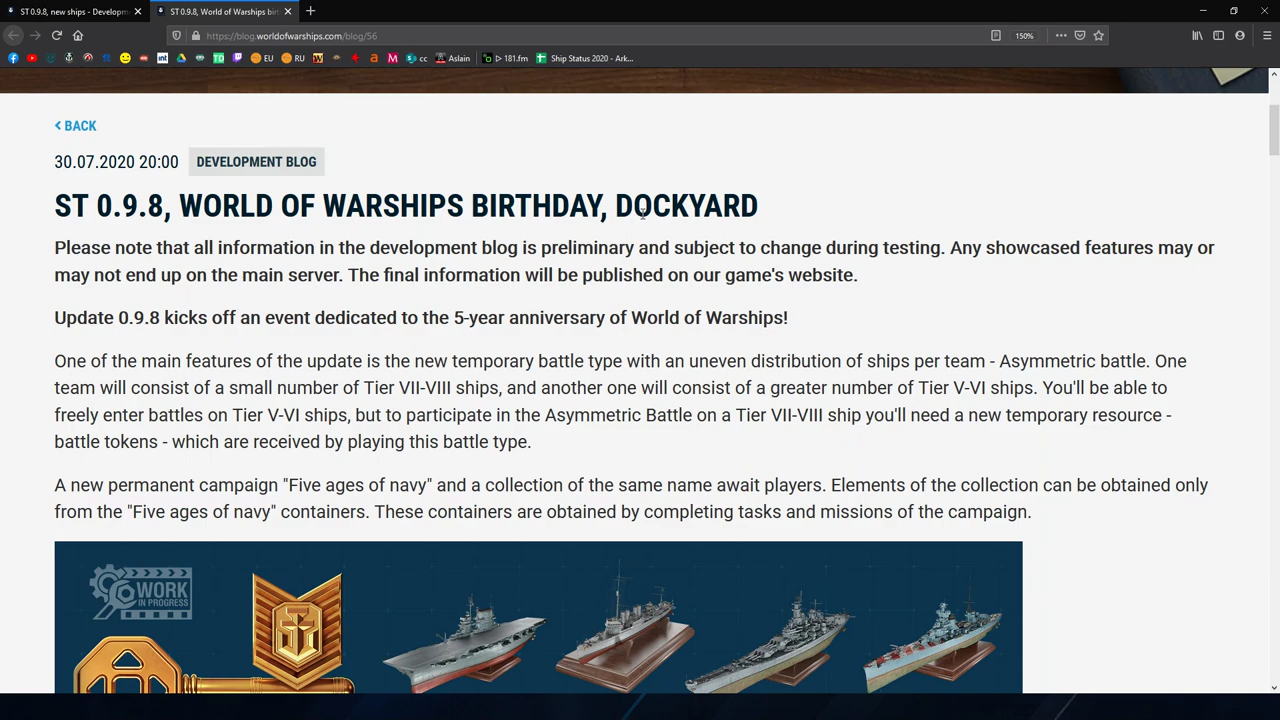 ST 0.9.8, new ships - Developm
ST 0.9.8, World of Warships birt
https://blog.worldofwarships.com/blog/56
150%
EU
RU
cc
Aslain
181.fm
Ship Status 2020 - Ark...
BACK
30.07.2020 20:00 DEVELOPMENT BLOG
ST 0.9.8, WORLD OF WARSHIPS BIRTHDAY, DOCKYARD
Please note that all information in the development blog is preliminary and subject to change during testing. Any showcased features may or
may not end up on the main server. The final information will be published on our game's website.
Update 0.9.8 kicks off an event dedicated to the 5-year anniversary of World of Warships!
One of the main features of the update is the new temporary battle type with an uneven distribution of ships per team - Asymmetric battle. One
team will consist of a small number of Tier VII-VIII ships, and another one will consist of a greater number of Tier V-VI ships. You'll be able to
freely enter battles on Tier V-VI ships, but to participate in the Asymmetric Battle on a Tier VII-VIII ship you'll need a new temporary resource -
battle tokens - which are received by playing this battle type.
A new permanent campaign "Five ages of navy" and a collection of the same name await players. Elements of the collection can be obtained only
from the "Five ages of navy" containers. These containers are obtained by completing tasks and missions of the campaign.
WORK
IN PROGRESS